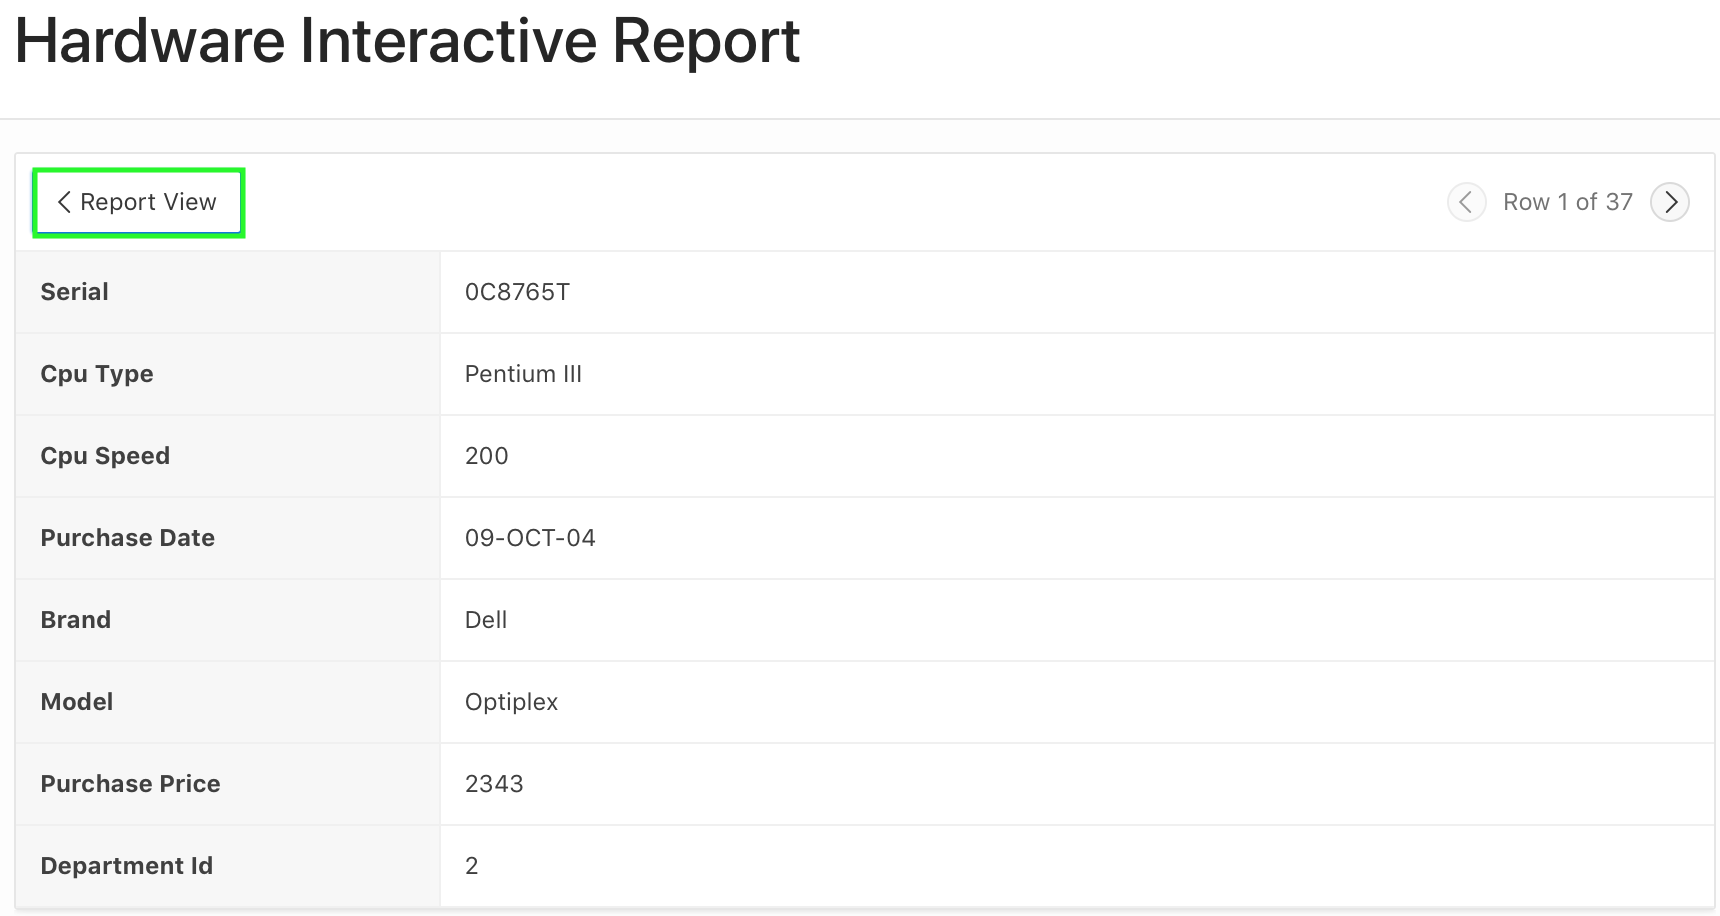 Hardware Interactive Report
Report View
Row 1 of 37
Serial 0C8765T
Cpu Type Pentium III
Cpu Speed 200
Purchase Date 09-OCT-04
Brand Dell
Model Optiplex
Purchase Price 2343
Department Id 2